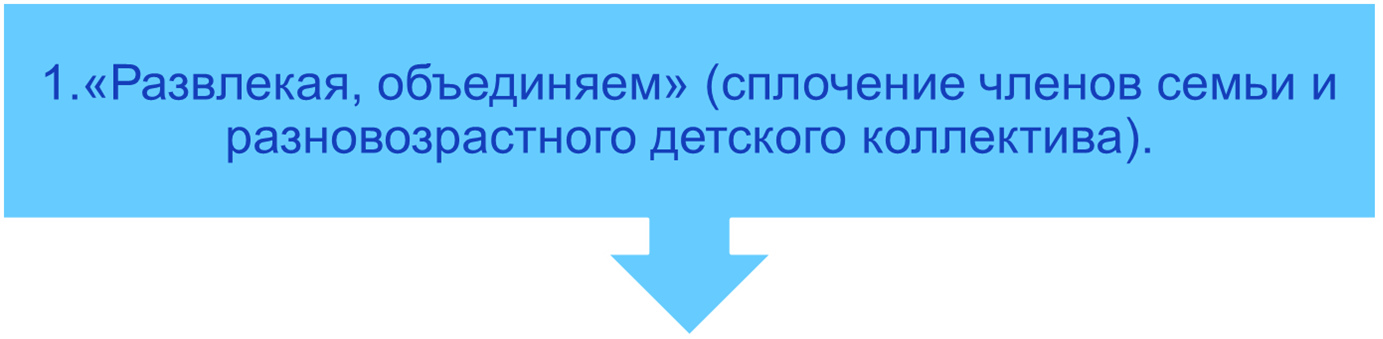 1.«Развлекая, объединяем» (сплочение членов семьи и
разновозрастного детского коллектива).